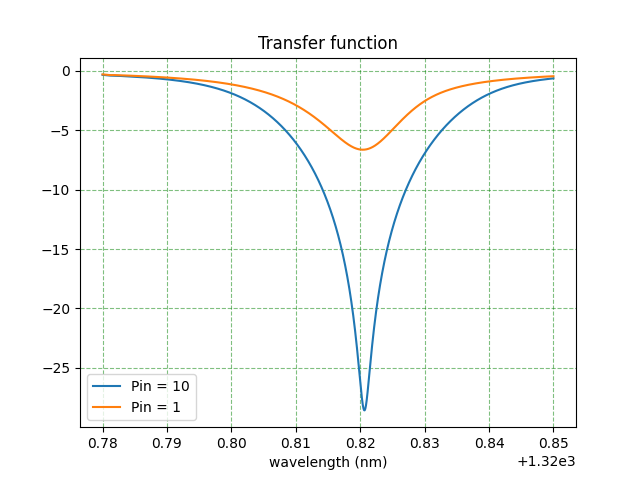 Transfer function
0
−5
−10
−15
−20
−25
Pin = 10
Pin = 1
0.78 0.79 0.80 0.81 0.82 0.83 0.84 0.85
wavelength (nm)
+1.32e3